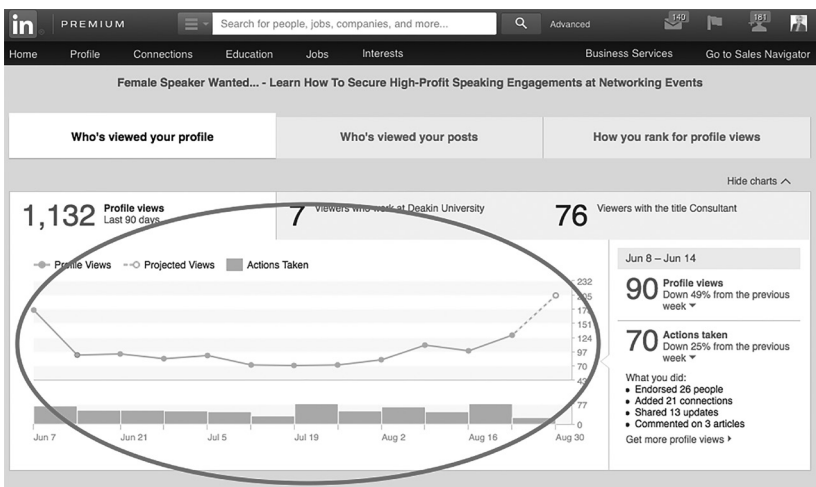 in PREMIUM Search for people, jobs, companies, and more... Advanced 140 161
Home Profile Connections Education Jobs Interests Business Services Go to Sales Navigator
Female Speaker Wanted... - Learn How To Secure High-Profit Speaking Engagements at Networking Events
Who's viewed your profile Who's viewed your posts How you rank for profile views
Hide charts
1,132 Profile views
Last 90 days
7 Viewers who work at Deakin University
76 Viewers with the title Consultant
Profile Views Projected Views Actions Taken
232
205
178
151
124
97
70
43
77
0
Jun 7 Jun 21 Jul 5 Jul 19 Aug 2 Aug 16 Aug 30
Jun 8 – Jun 14
90 Profile views
Down 49% from the previous
week
70 Actions taken
Down 25% from the previous
week
What you did:
• Endorsed 26 people
• Added 21 connections
• Shared 13 updates
• Commented on 3 articles
Get more profile views